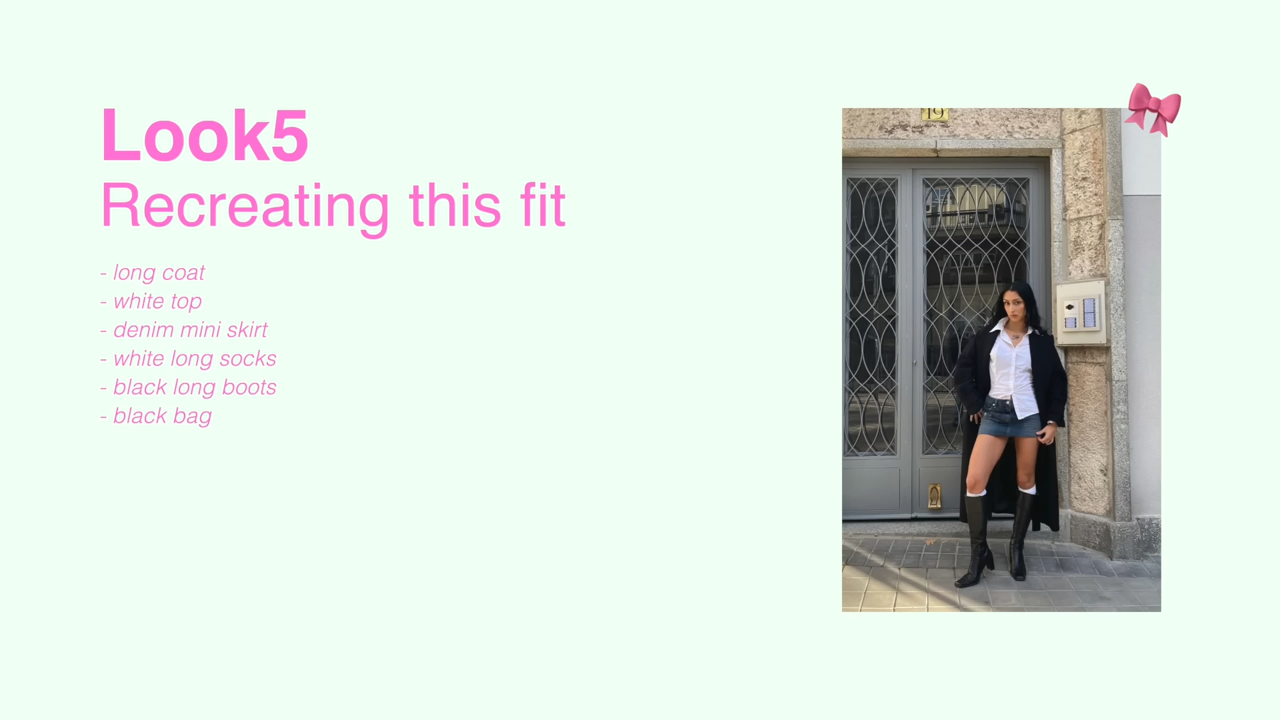 Look5
Recreating this fit
- long coat
- white top
- denim mini skirt
- white long socks
- black long boots
- black bag
19